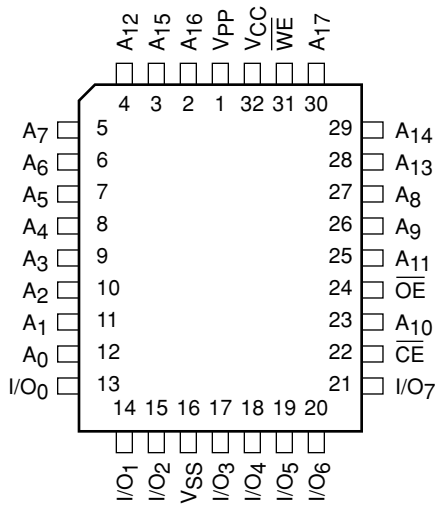 A12 A15 A16 VPP VCC W̅E̅ A17
4 3 2 1 32 31 30
A7 5 29 A14
A6 6 28 A13
A5 7 27 A8
A4 8 26 A9
A3 9 25 A11
A2 10 24 O̅E̅
A1 11 23 A10
A0 12 22 C̅E̅
I/O0 13 21 I/O7
14 15 16 17 18 19 20
I/O1 I/O2 VSS I/O3 I/O4 I/O5 I/O6